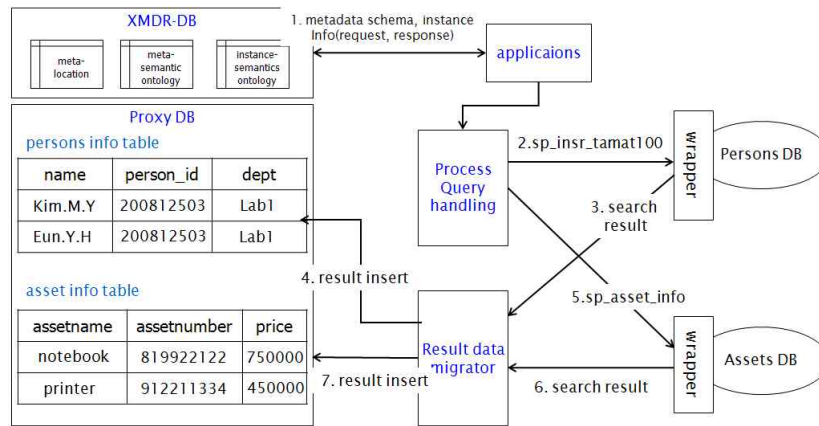 XMDR-DB
meta-
location
meta-
semantic
ontology
instance-
semantics
ontology
1. metadata schema, instance
Info(request, response)
applicaions
Proxy DB
persons info table
name person_id dept
Kim.M.Y 200812503 Lab1
Eun.Y.H 200812503 Lab1
asset info table
assetname assetnumber price
notebook 819922122 750000
printer 912211334 450000
Process
Query
handling
2.sp_insr_tamat100
wrapper
Persons DB
3. search
result
4. result insert
5.sp_asset_info
Result data
migrator
wrapper
Assets DB
6. search result
7. result insert